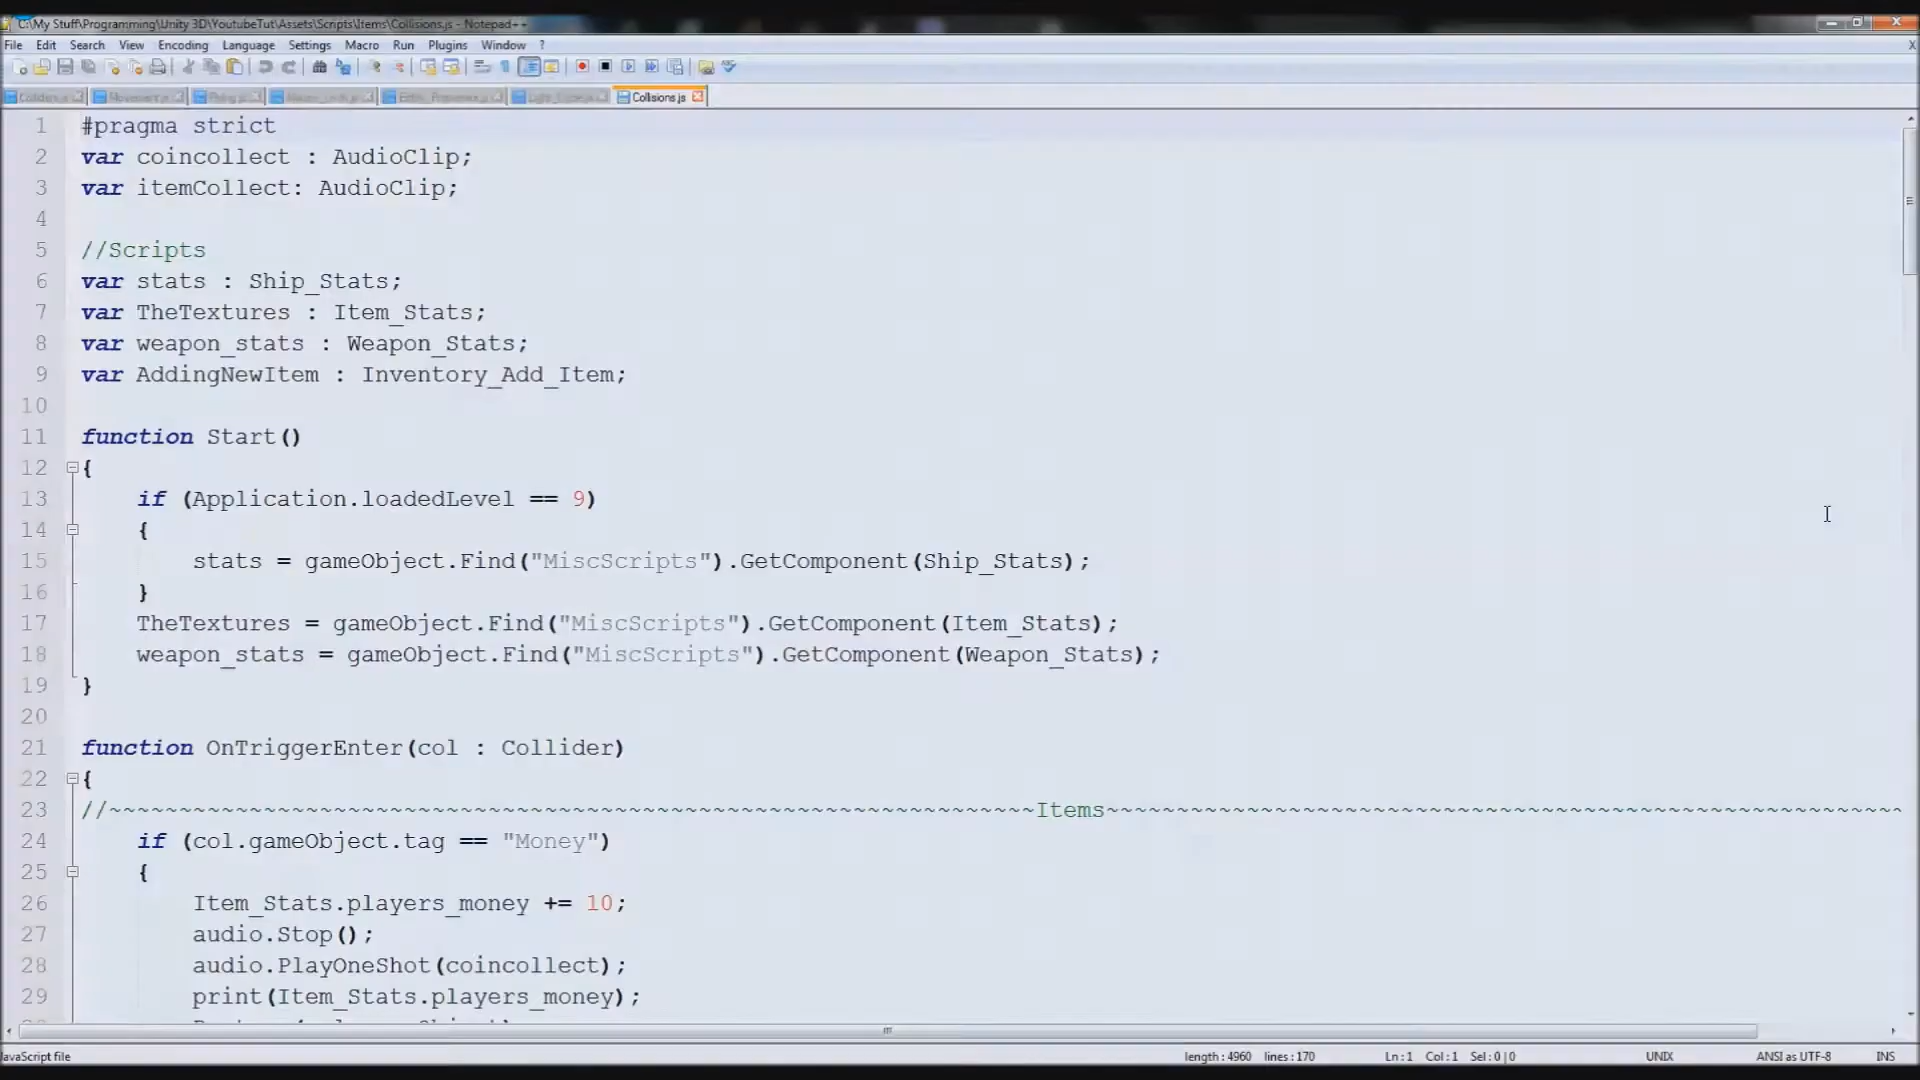 C:\My Stuff\Programming\Unity 3D\YoutubeTut\Assets\Scripts\Items\Collisions.js - Notepad++
File Edit Search View Encoding Language Settings Macro Run Plugins Window ? X
Collisions.js
1 #pragma strict
2 var coincollect : AudioClip;
3 var itemCollect: AudioClip;
4
5 //Scripts
6 var stats : Ship_Stats;
7 var TheTextures : Item_Stats;
8 var weapon_stats : Weapon_Stats;
9 var AddingNewItem : Inventory_Add_Item;
10
11 function Start()
12 {
13 if (Application.loadedLevel == 9)
14 {
15 stats = gameObject.Find("MiscScripts").GetComponent(Ship_Stats);
16 }
17 TheTextures = gameObject.Find("MiscScripts").GetComponent(Item_Stats);
18 weapon_stats = gameObject.Find("MiscScripts").GetComponent(Weapon_Stats);
19 }
20
21 function OnTriggerEnter(col : Collider)
22 {
23 //~~~~~~~~~~~~~~~~~~~~~~~~~~~~~~~~~~~~~~~~~~~~~~~~~~~~~~~~~~~~~~~~~~Items~~~~~~~~~~~~~~~~~~~~~~~~~~~~~~~~~~~~~~~~~~~~~~~~~~~~~~~~~
24 if (col.gameObject.tag == "Money")
25 {
26 Item_Stats.players_money += 10;
27 audio.Stop();
28 audio.PlayOneShot(coincollect);
29 print(Item_Stats.players_money);
JavaScript file length : 4960 lines : 170 Ln : 1 Col : 1 Sel : 0 | 0 UNIX ANSI as UTF-8 INS